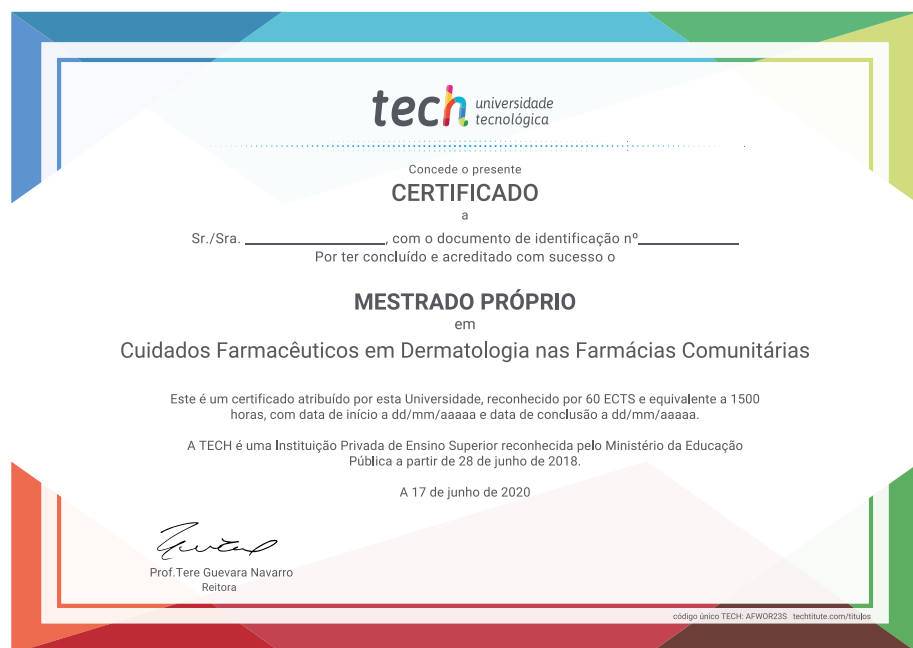 tech universidade
tecnológica
Concede o presente
CERTIFICADO
a
Sr./Sra. ________________, com o documento de identificação nº____________
Por ter concluído e acreditado com sucesso o
MESTRADO PRÓPRIO
em
Cuidados Farmacêuticos em Dermatologia nas Farmácias Comunitárias
Este é um certificado atribuído por esta Universidade, reconhecido por 60 ECTS e equivalente a 1500
horas, com data de início a dd/mm/aaaaa e data de conclusão a dd/mm/aaaaa.
A TECH é uma Instituição Privada de Ensino Superior reconhecida pelo Ministério da Educação
Pública a partir de 28 de junho de 2018.
A 17 de junho de 2020
Prof.Tere Guevara Navarro
Reitora
código único TECH: AFWOR23S techtitute.com/titulos